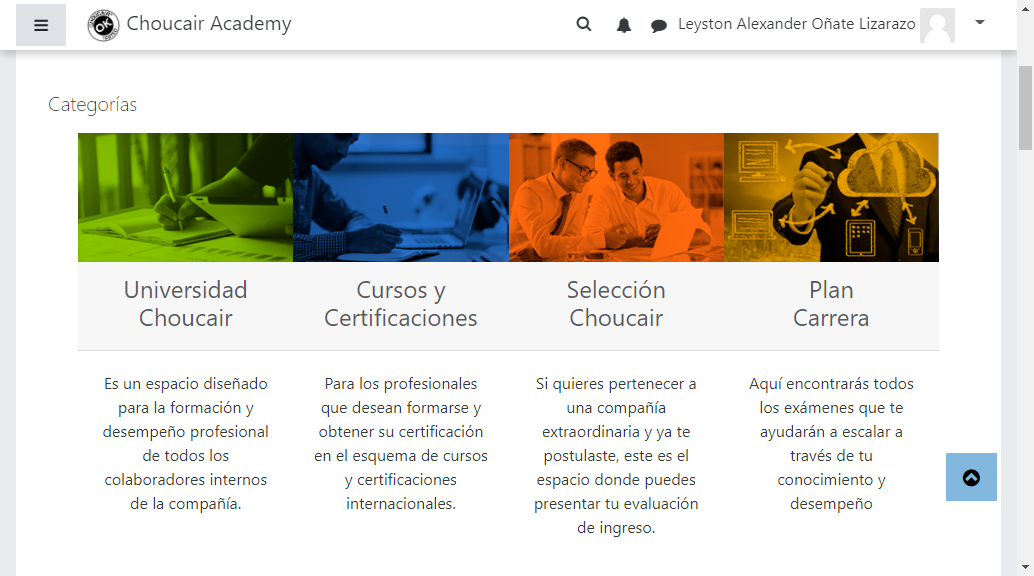 Choucair Academy
Leyston Alexander Oñate Lizarazo
Categorías
Universidad
Choucair
Es un espacio diseñado
para la formación y
desempeño profesional
de todos los
colaboradores internos
de la compañía.
Cursos y
Certificaciones
Para los profesionales
que desean formarse y
obtener su certificación
en el esquema de cursos
y certificaciones
internacionales.
Selección
Choucair
Si quieres pertenecer a
una compañía
extraordinaria y ya te
postulaste, este es el
espacio donde puedes
presentar tu evaluación
de ingreso.
Plan
Carrera
Aquí encontrarás todos
los exámenes que te
ayudarán a escalar a
través de tu
conocimiento y
desempeño